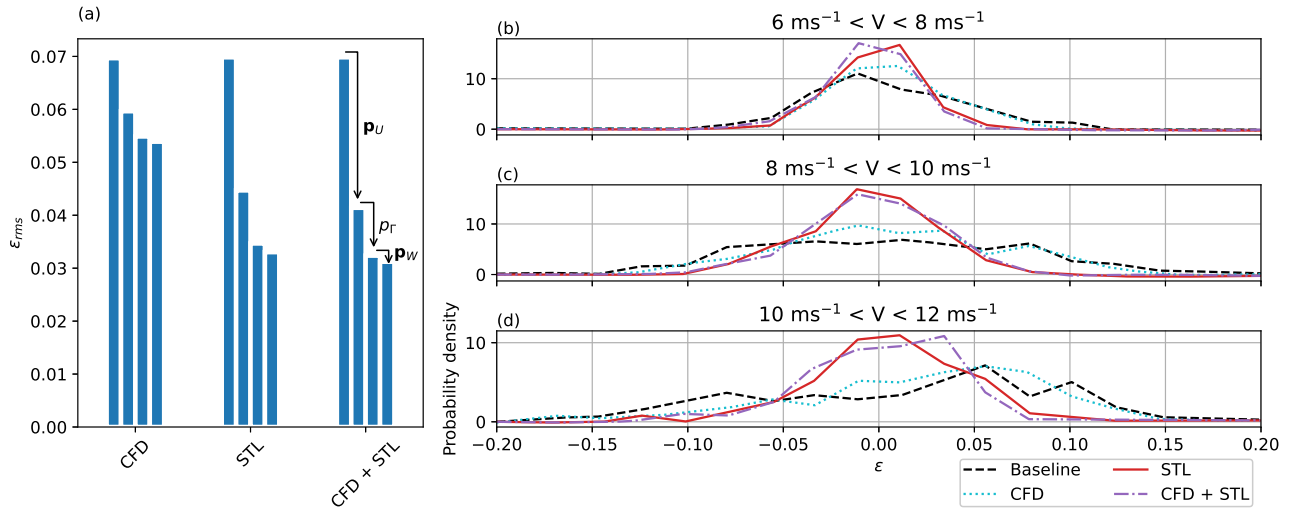 (a)
0.07
0.06
0.05
0.04
0.03
0.02
0.01
0.00
ε_rms
p_U
p_Γ
p_W
CFD
STL
CFD + STL
(b)
6 ms⁻¹ < V < 8 ms⁻¹
10
0
(c)
8 ms⁻¹ < V < 10 ms⁻¹
10
0
(d)
10 ms⁻¹ < V < 12 ms⁻¹
10
0
Probability density
−0.20 −0.15 −0.10 −0.05 0.00 0.05 0.10 0.15 0.20
ε
Baseline
CFD
STL
CFD + STL